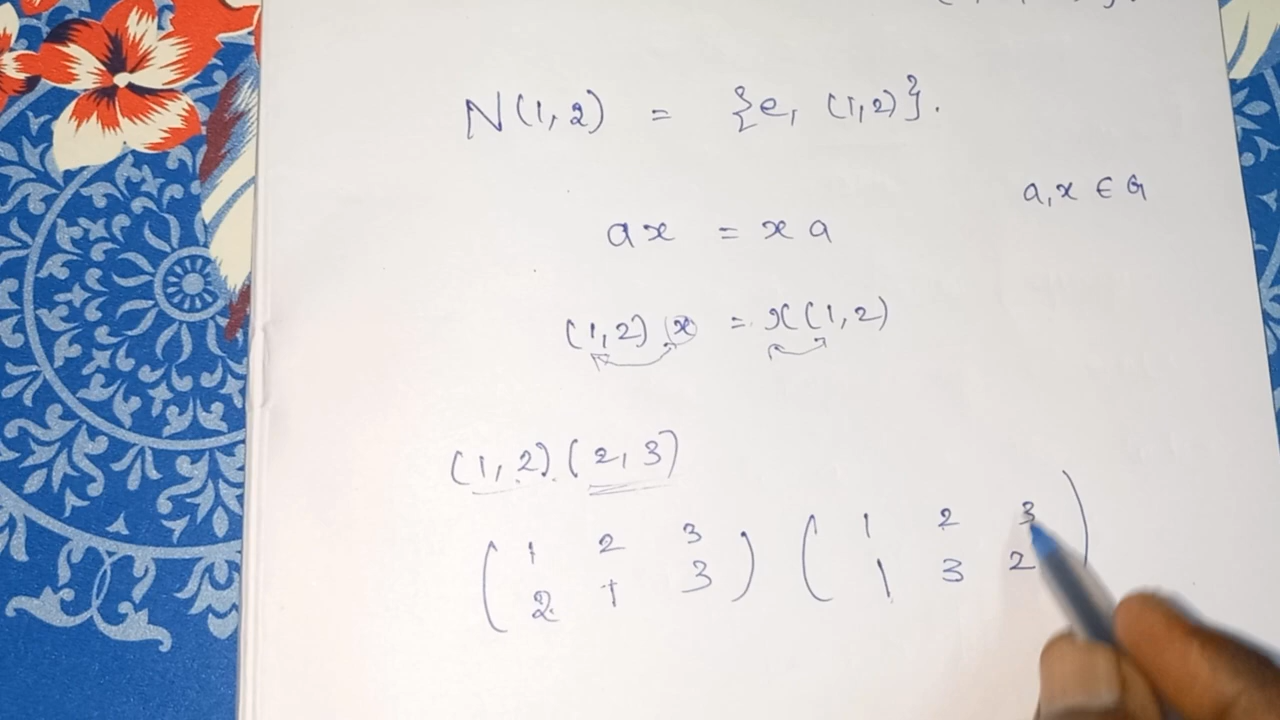 N(1,2) = {e, (1,2)}.
a,x ∈ G
ax = xa
(1,2)(x) = x(1,2)
(1,2).(2,3)
( 1 2 3 ) ( 1 2 3 )
2 1 3 1 3 2